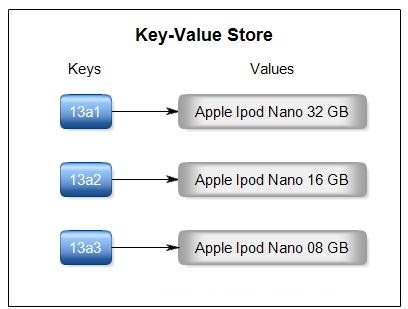 Key-Value Store
Keys Values
13a1 Apple Ipod Nano 32 GB
13a2 Apple Ipod Nano 16 GB
13a3 Apple Ipod Nano 08 GB